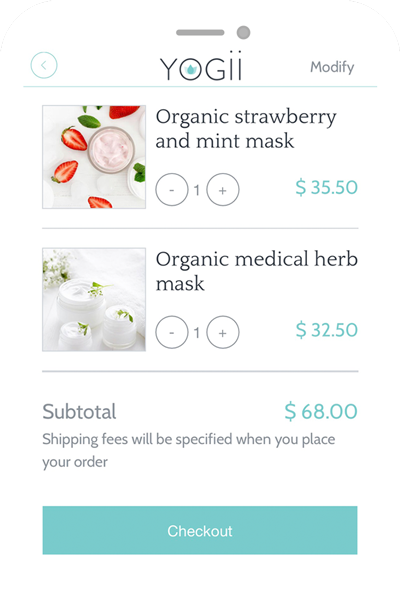 YOGii
Modify
Organic strawberry
and mint mask
- 1 +
$ 35.50
Organic medical herb
mask
- 1 +
$ 32.50
Subtotal
$ 68.00
Shipping fees will be specified when you place
your order
Checkout